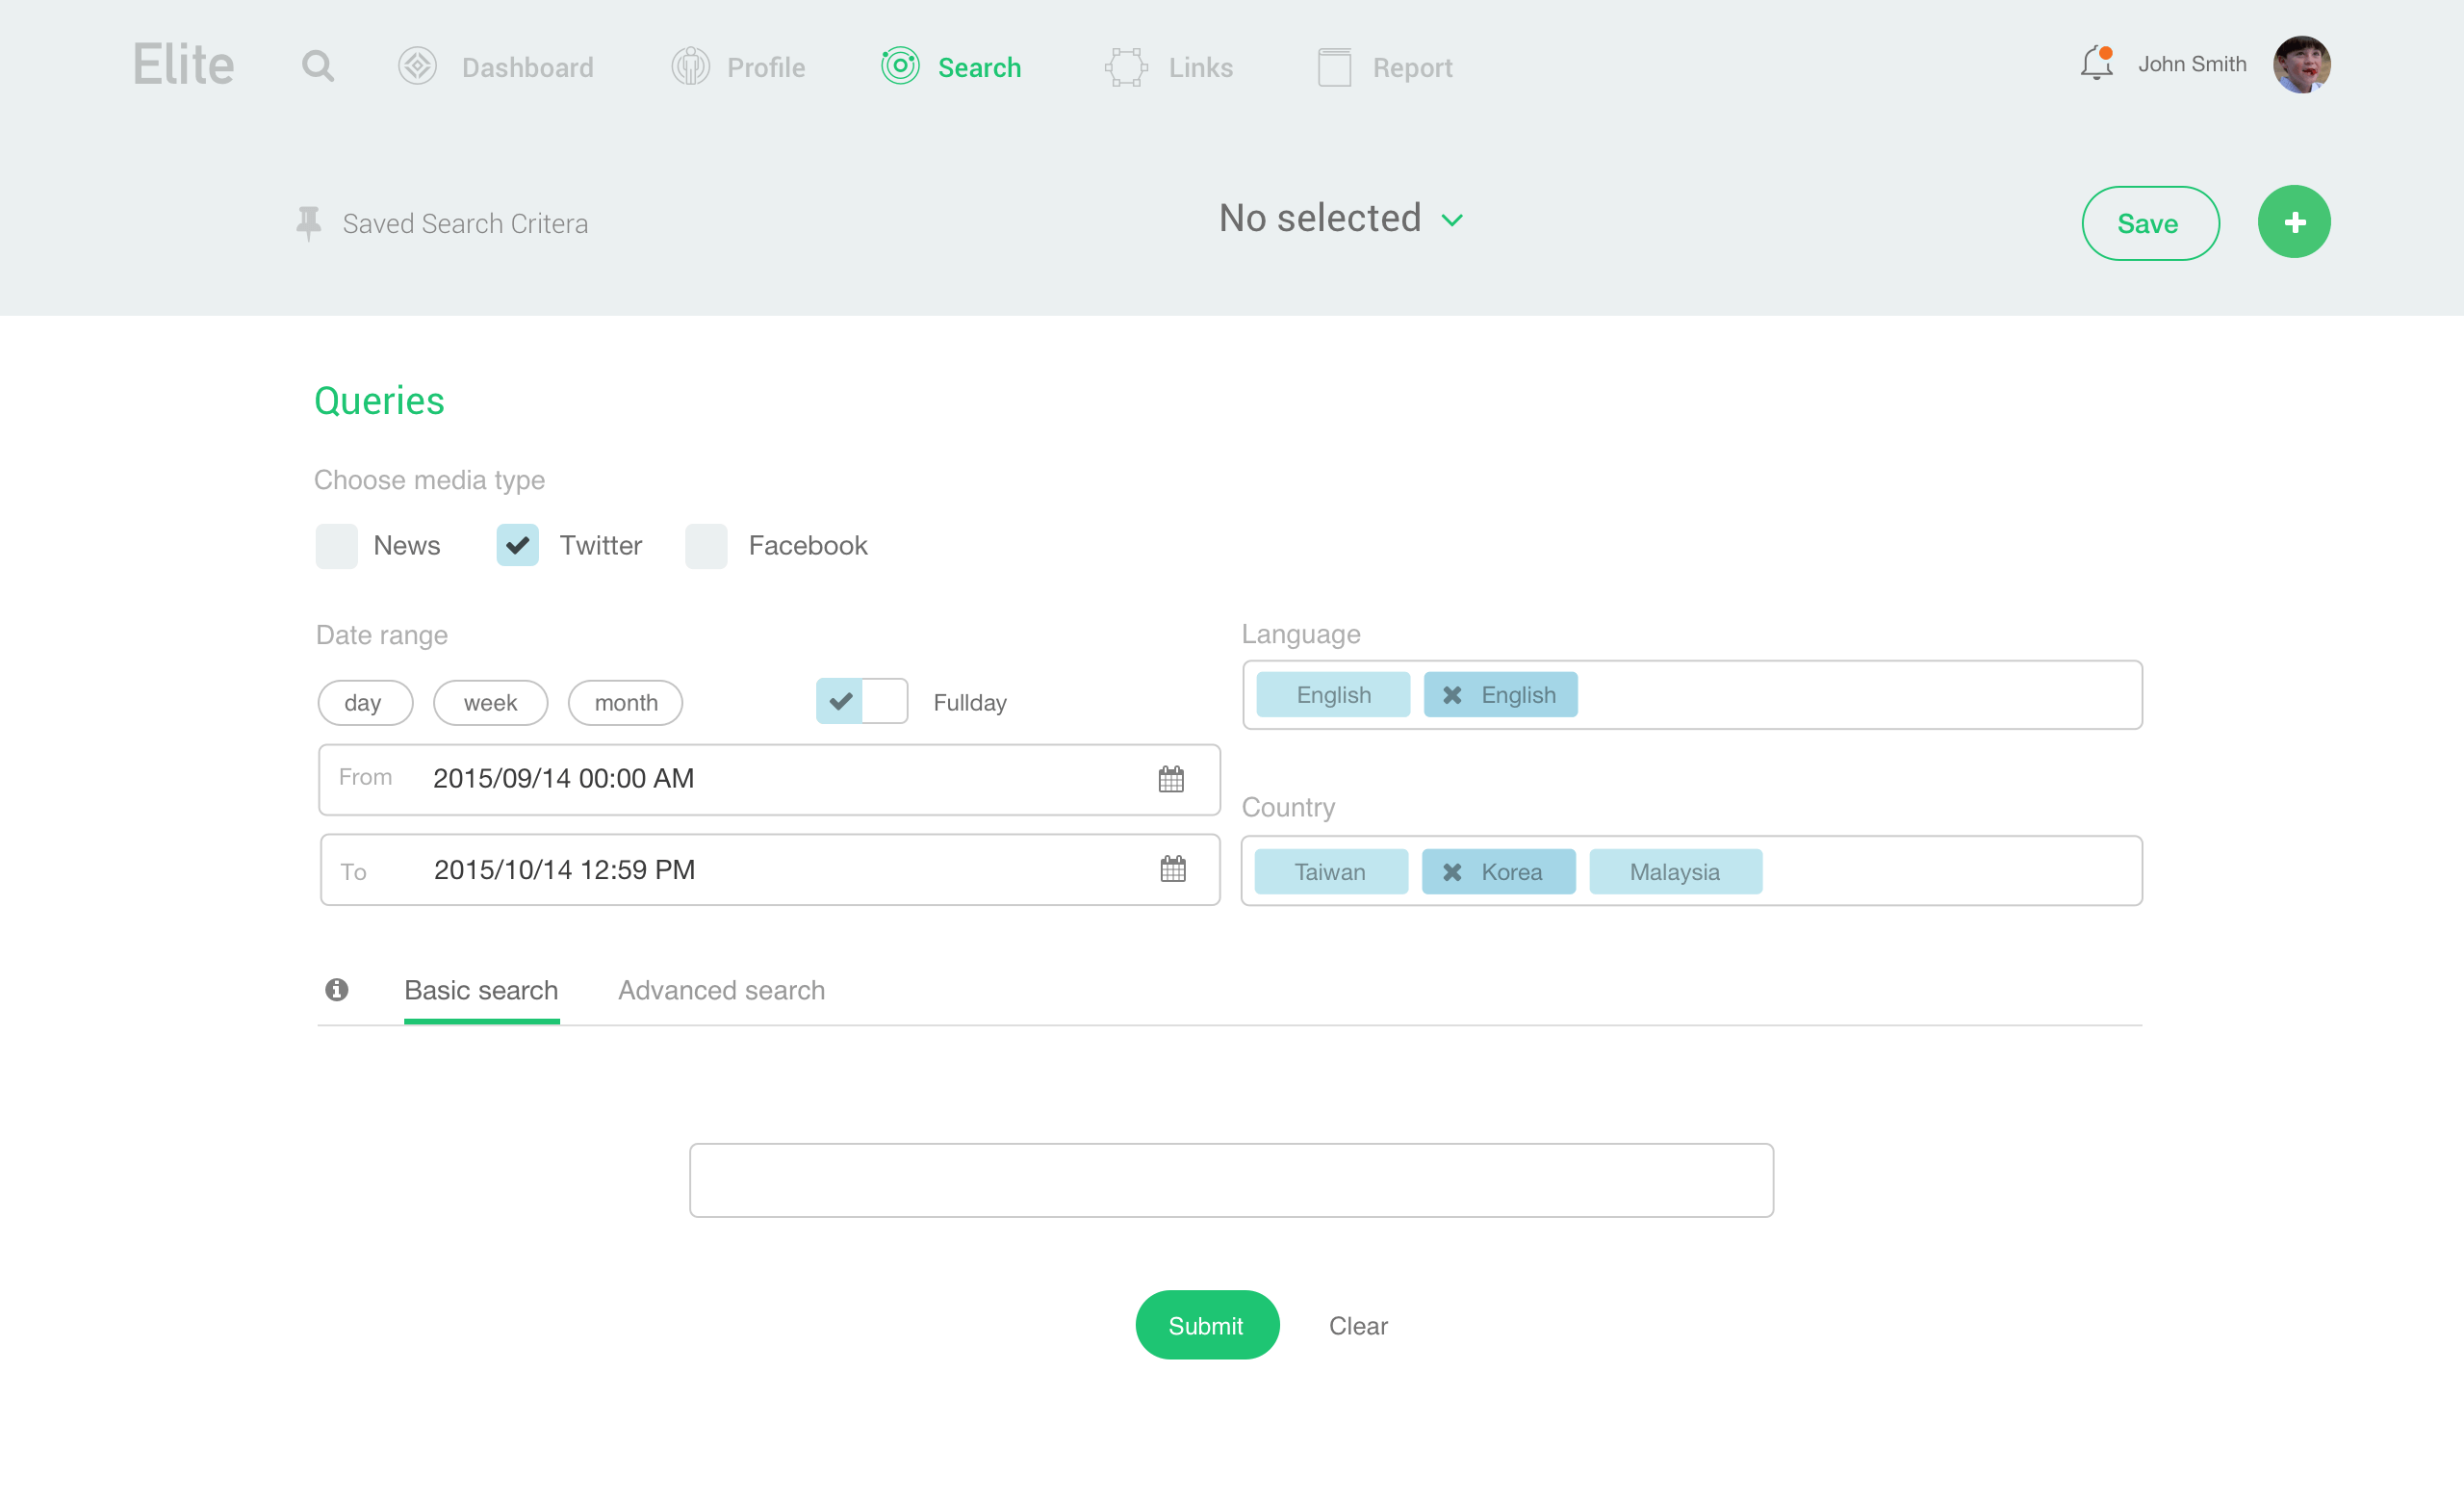 Elite Dashboard Profile Search Links Report John Smith
Saved Search Critera No selected Save
Queries
Choose media type
News Twitter Facebook
Date range
Language
day week month Fullday
English English
From 2015/09/14 00:00 AM
Country
To 2015/10/14 12:59 PM
Taiwan Korea Malaysia
Basic search Advanced search
Submit Clear